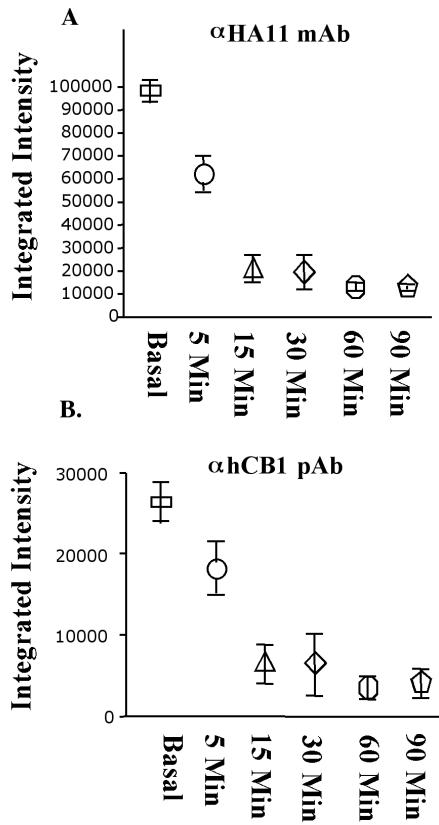 A
αHA11 mAb
Integrated Intensity
100000
90000
80000
70000
60000
50000
40000
30000
20000
10000
0
Basal
5 Min
15 Min
30 Min
60 Min
90 Min
B.
αhCB1 pAb
Integrated Intensity
30000
20000
10000
0
Basal
5 Min
15 Min
30 Min
60 Min
90 Min